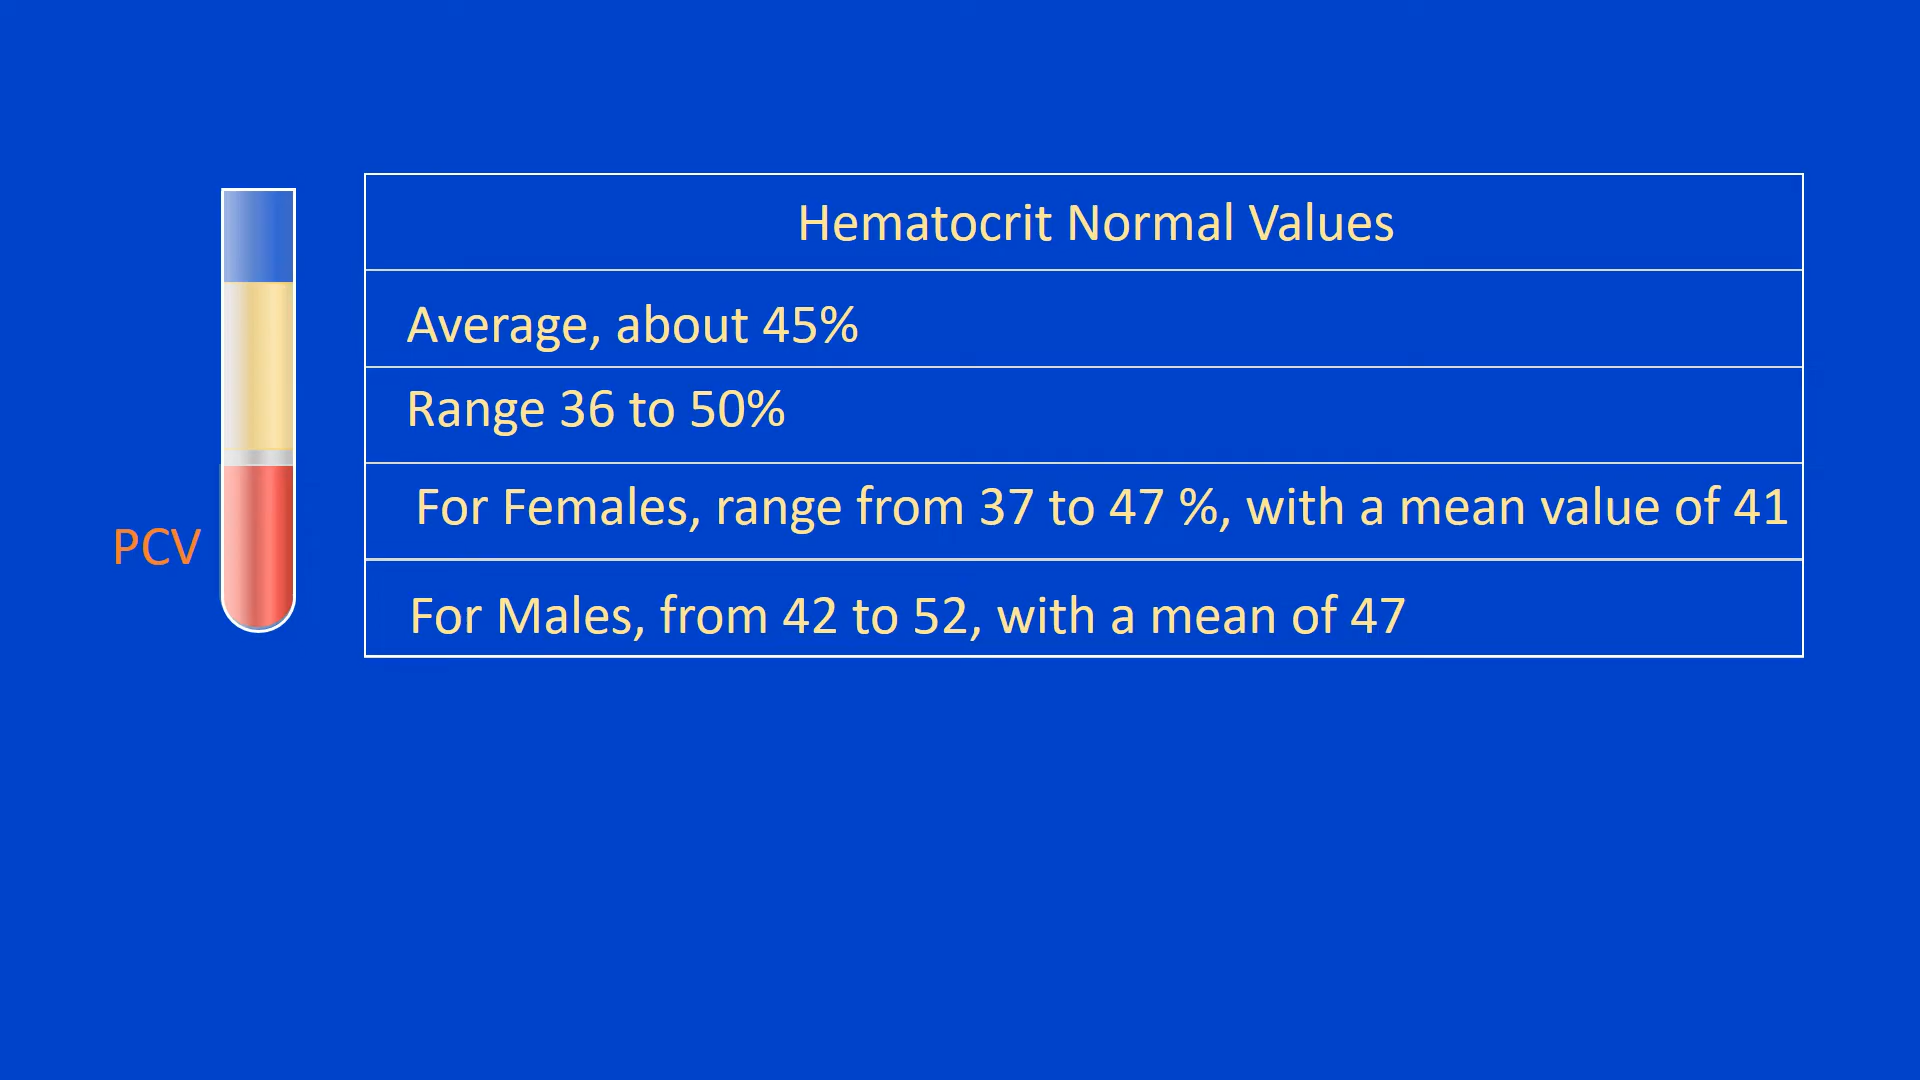 Hematocrit Normal Values
Average, about 45%
Range 36 to 50%
For Females, range from 37 to 47 %, with a mean value of 41
PCV
For Males, from 42 to 52, with a mean of 47